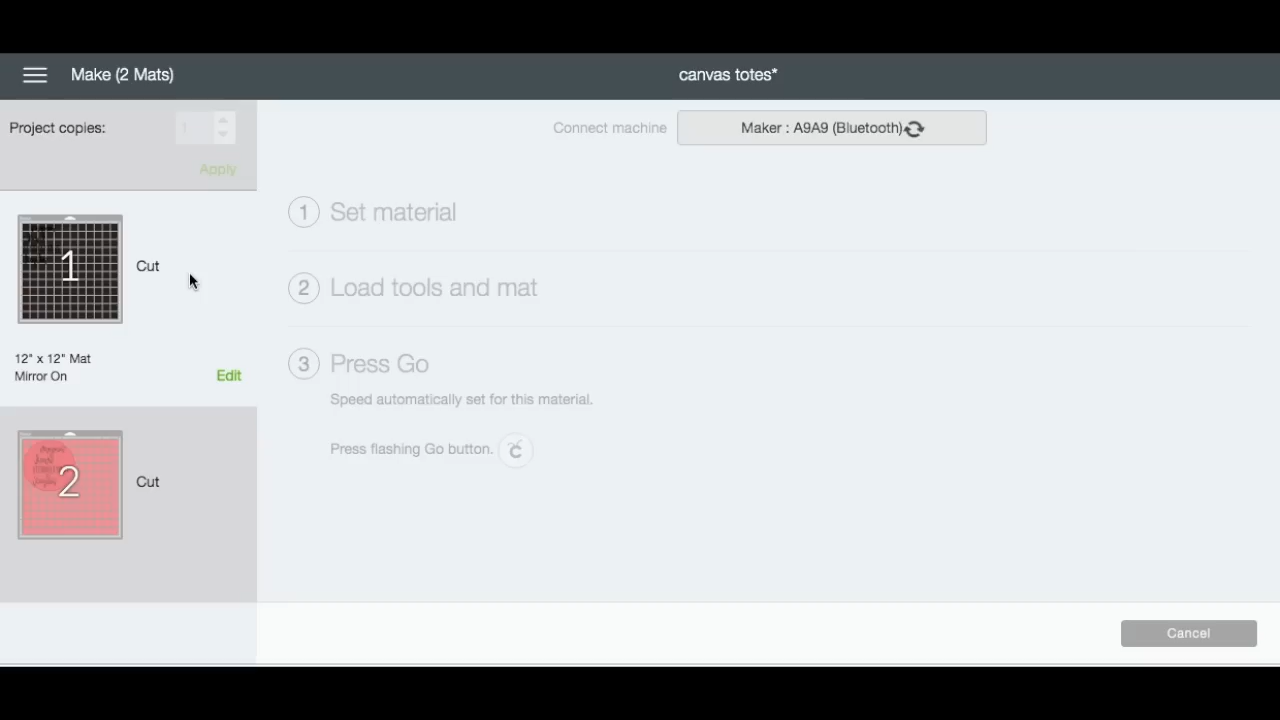 Make (2 Mats)
canvas totes*
Project copies:
1
Apply
Connect machine
Maker : A9A9 (Bluetooth)
1 Set material
2 Load tools and mat
3 Press Go
Speed automatically set for this material.
Press flashing Go button.
1
Cut
12" x 12" Mat
Mirror On
Edit
2
Cut
Cancel